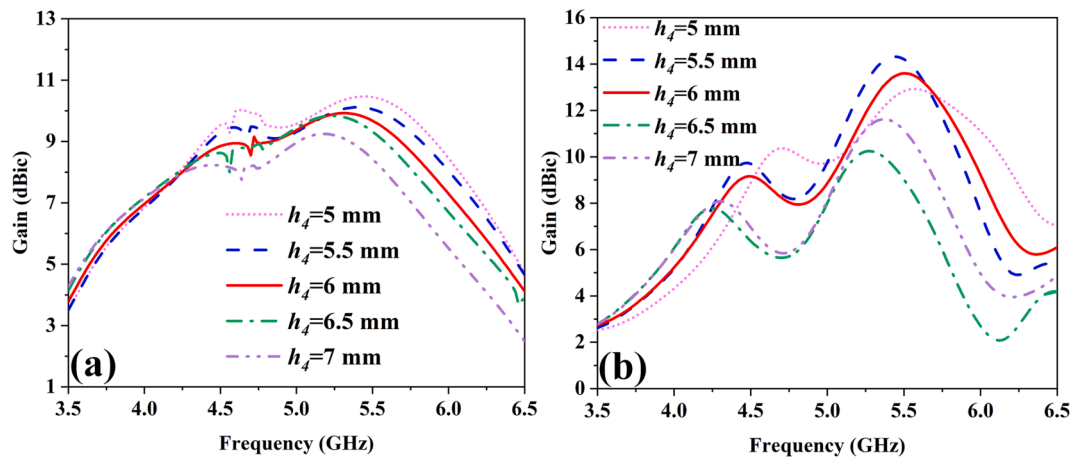 (a)
Gain (dBic)
13
11
9
7
5
3
1
h4=5 mm
h4=5.5 mm
h4=6 mm
h4=6.5 mm
h4=7 mm
3.5 4.0 4.5 5.0 5.5 6.0 6.5
Frequency (GHz)
(b)
Gain (dBic)
16
14
12
10
8
6
4
2
0
h4=5 mm
h4=5.5 mm
h4=6 mm
h4=6.5 mm
h4=7 mm
3.5 4.0 4.5 5.0 5.5 6.0 6.5
Frequency (GHz)